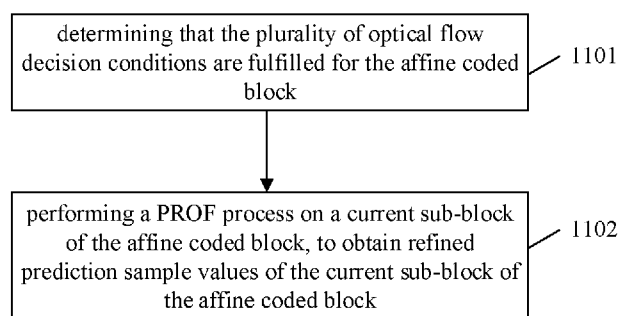 determining that the plurality of optical flow
decision conditions are fulfilled for the affine coded
block
1101
performing a PROF process on a current sub-block
of the affine coded block, to obtain refined
prediction sample values of the current sub-block of
the affine coded block
1102